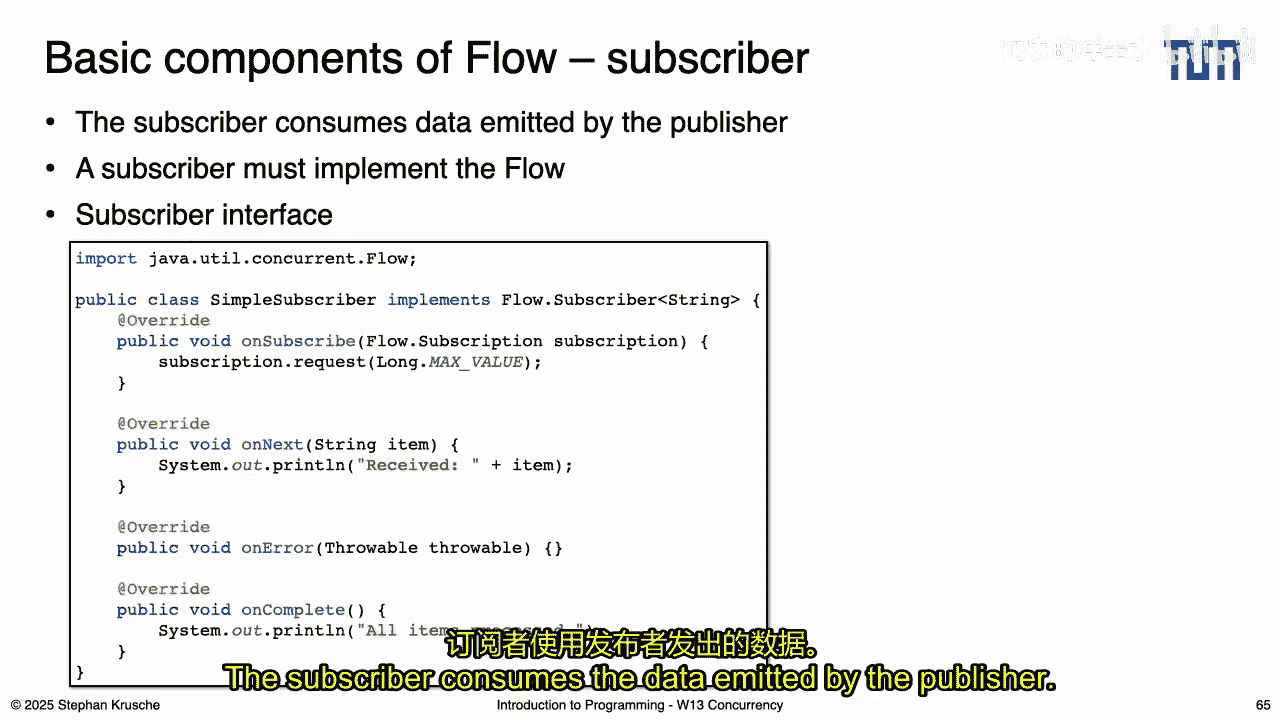 Basic components of Flow – subscriber
• The subscriber consumes data emitted by the publisher
• A subscriber must implement the Flow
• Subscriber interface
import java.util.concurrent.Flow;
public class SimpleSubscriber implements Flow.Subscriber<String> {
@Override
public void onSubscribe(Flow.Subscription subscription) {
subscription.request(Long.MAX_VALUE);
}
@Override
public void onNext(String item) {
System.out.println("Received: " + item);
}
@Override
public void onError(Throwable throwable) {}
@Override
public void onComplete() {
System.out.println("All items
}
}
订阅者使用发布者发出的数据。
The subscriber consumes the data emitted by the publisher.
© 2025 Stephan Krusche
Introduction to Programming - W13 Concurrency
65